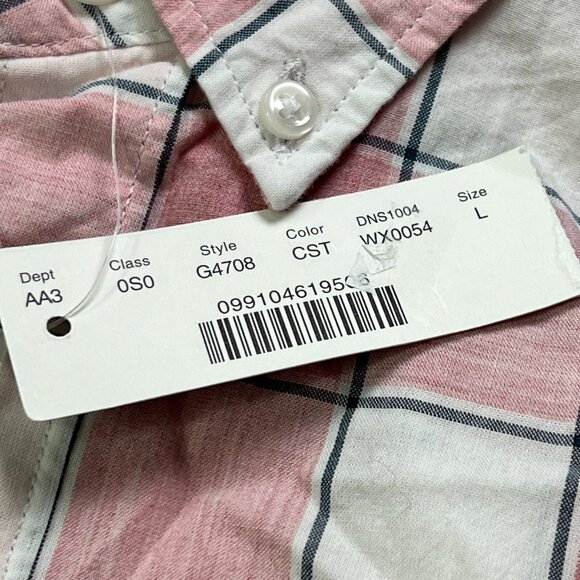 Dept Class Style Color DNS1004 Size
AA3 0S0 G4708 CST WX0054 L